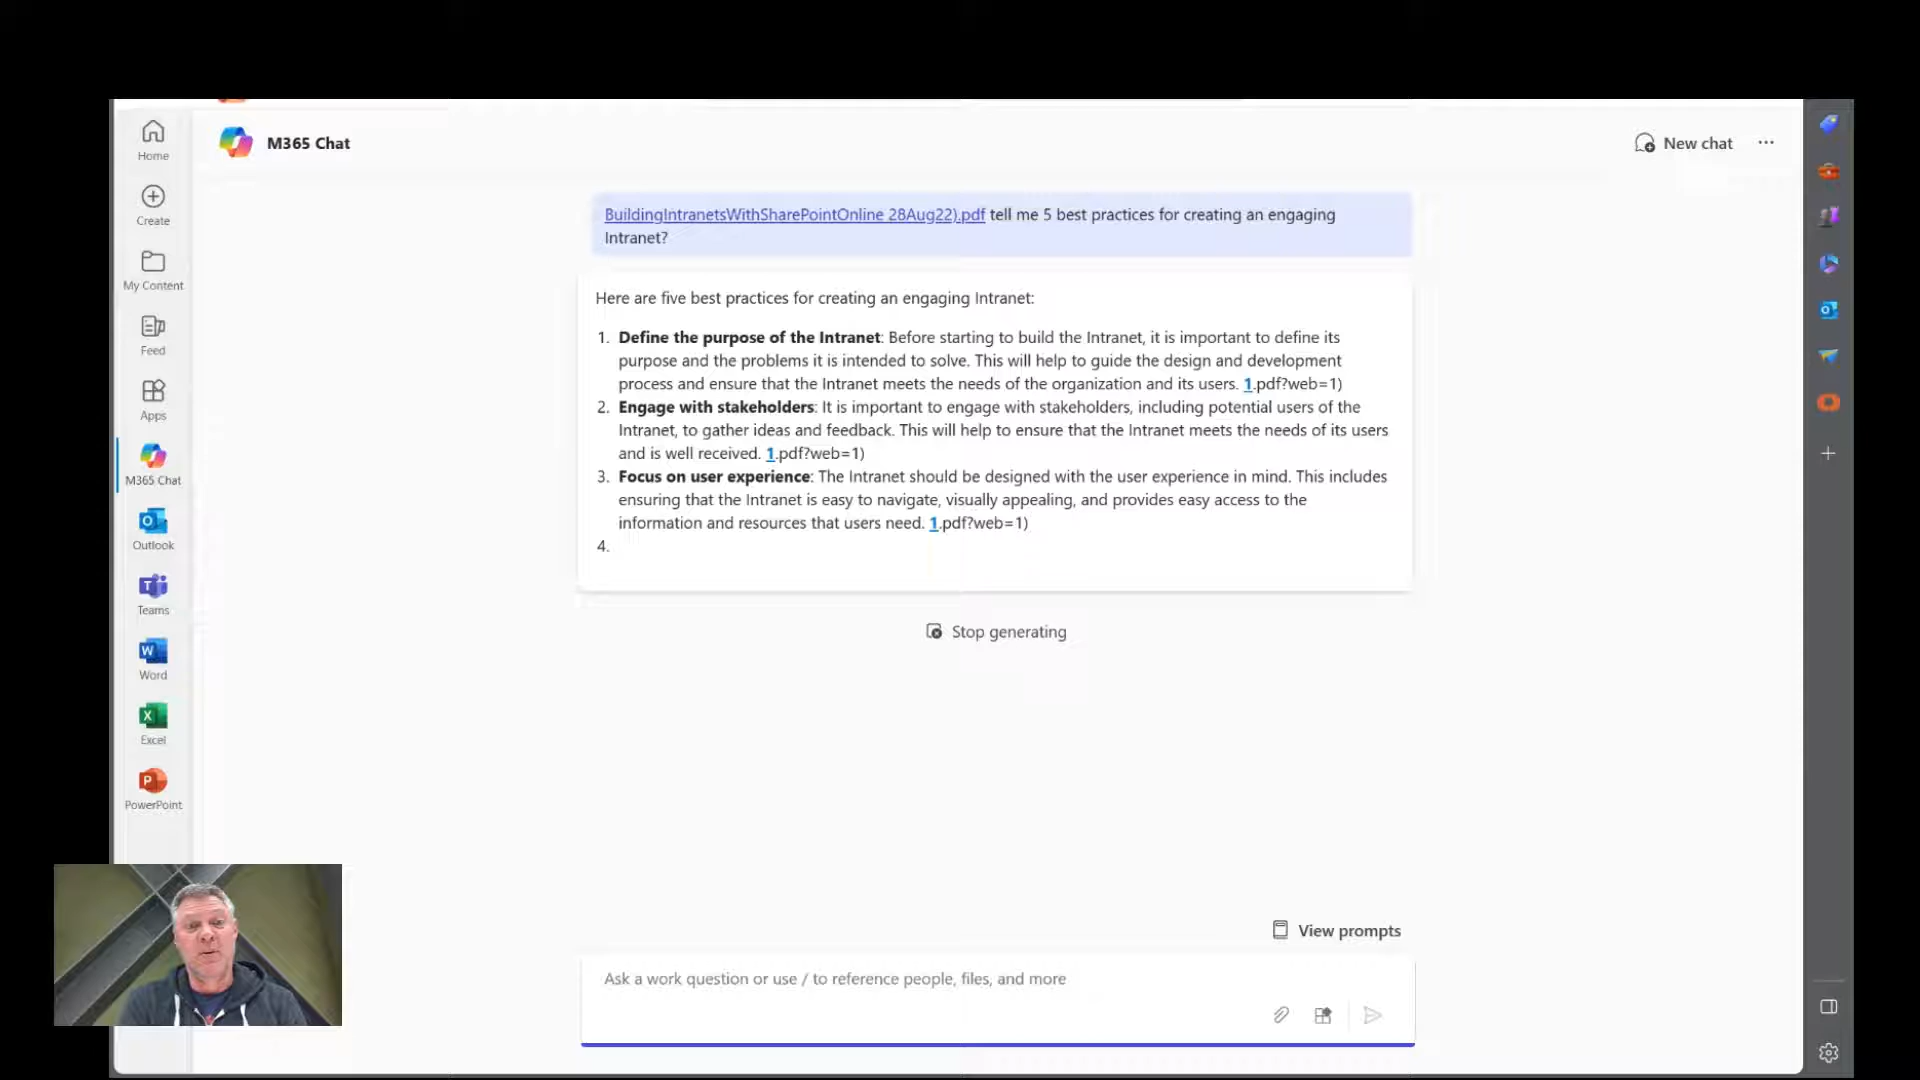 M365 Chat
New chat
Home
Create
My Content
Feed
Apps
M365 Chat
Outlook
Teams
Word
Excel
PowerPoint
BuildingIntranetsWithSharePointOnline 28Aug22).pdf tell me 5 best practices for creating an engaging
Intranet?
Here are five best practices for creating an engaging Intranet:
1. Define the purpose of the Intranet: Before starting to build the Intranet, it is important to define its
purpose and the problems it is intended to solve. This will help to guide the design and development
process and ensure that the Intranet meets the needs of the organization and its users. 1.pdf?web=1)
2. Engage with stakeholders: It is important to engage with stakeholders, including potential users of the
Intranet, to gather ideas and feedback. This will help to ensure that the Intranet meets the needs of its users
and is well received. 1.pdf?web=1)
3. Focus on user experience: The Intranet should be designed with the user experience in mind. This includes
ensuring that the Intranet is easy to navigate, visually appealing, and provides easy access to the
information and resources that users need. 1.pdf?web=1)
4.
Stop generating
View prompts
Ask a work question or use / to reference people, files, and more